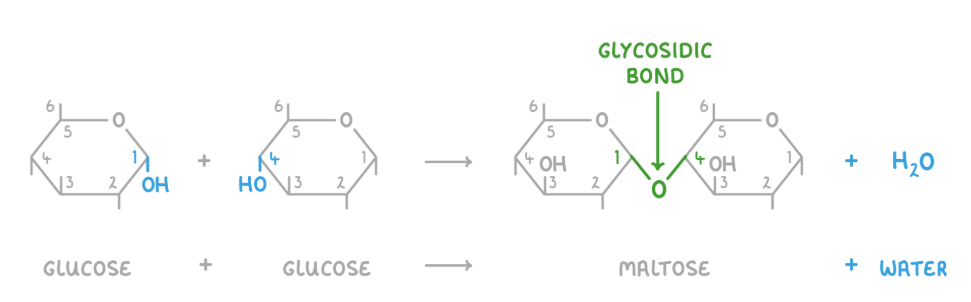 GLYCOSIDIC
BOND
6 O 5 4 1 3 2 OH
+
6 O 5 4 1 3 2 HO
6 O 5 4 OH 1 3 2
O
6 O 5 4 OH 1 3 2
+ H₂O
GLUCOSE + GLUCOSE MALTOSE + WATER